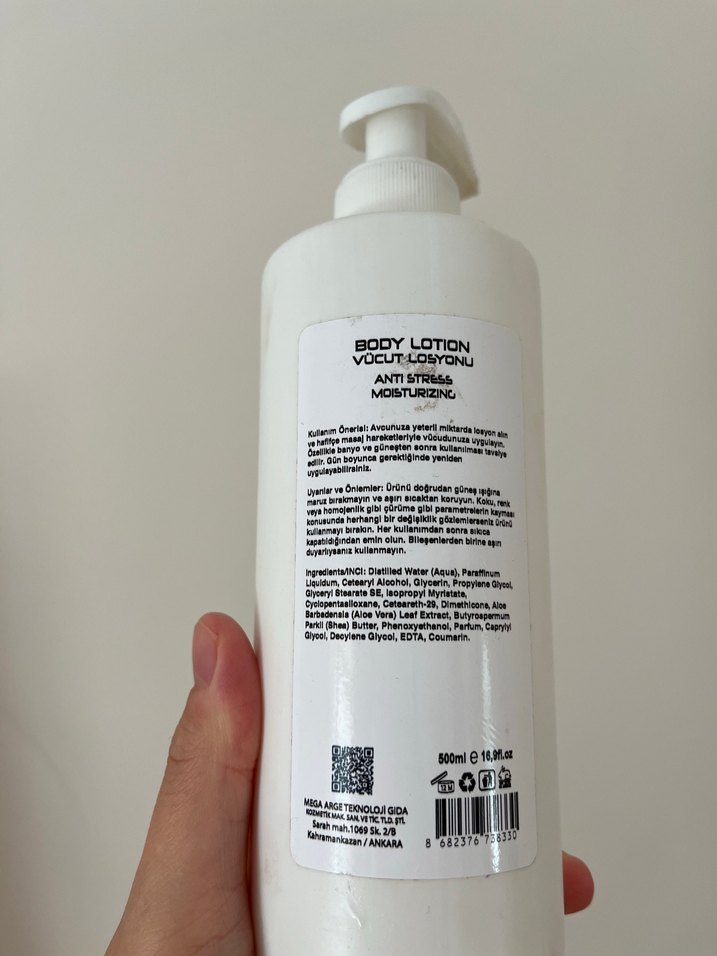 BODY LOTION
VÜCUT LOSYONU
ANTI STRESS
MOISTURIZING
Kullanım Önerisi: Avcunuza yeterli miktarda losyon alın
ve hafifçe masaj hareketleriyle vücudunuza uygulayın.
Özellikle banyo ve güneşten sonra kullanılması tavsiye
edilir. Gün boyunca gerektiğinde yeniden
uygulayabilirsiniz.
Uyarılar ve Önlemler: Ürünü doğrudan güneş ışığına
maruz bırakmayın ve aşırı sıcaktan koruyun. Koku, renk
veya homojenlik gibi çürüme gibi parametrelerin kayması
konusunda herhangi bir değişiklik gözlemlerseniz ürünü
kullanmayı bırakın. Her kullanımdan sonra sıkıca
kapatıldığından emin olun. Bileşenlerden birine aşırı
duyarlıysanız kullanmayın.
Ingredients/INCI: Distilled Water (Aqua), Paraffinum
Liquidum, Cetearyl Alcohol, Glycerin, Propylene Glycol,
Glyceryl Stearate SE, Isopropyl Myristate,
Cyclopentasiloxane, Ceteareth-29, Dimethicone, Aloe
Barbadensis (Aloe Vera) Leaf Extract, Butyrospermum
Parkii (Shea) Butter, Phenoxyethanol, Parfum, Caprylyl
Glycol, Decylene Glycol, EDTA, Coumarin.
500ml e 16,9fl.oz
12 M
MEGA ARGE TEKNOLOJİ GIDA
KOZMETİK MAK. SAN. VE TİC. TLD. ŞTİ.
Sarah mah.1069 Sk. 2/B
Kahramankazan / ANKARA
8 682376 738330